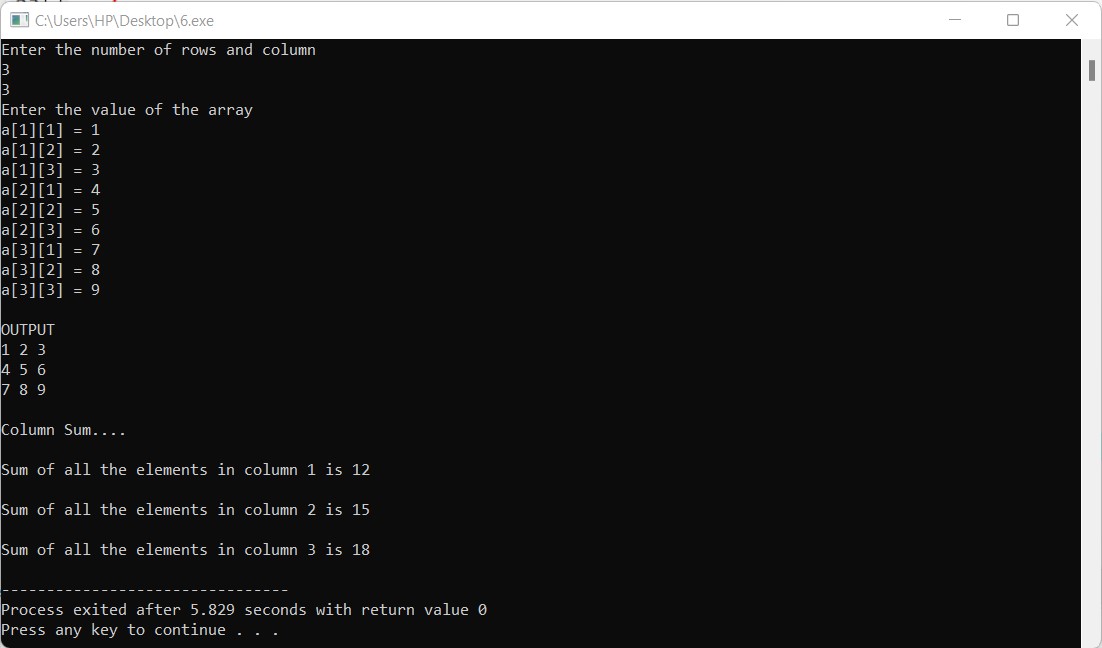 C:\Users\HP\Desktop\6.exe
Enter the number of rows and column
3
3
Enter the value of the array
a[1][1] = 1
a[1][2] = 2
a[1][3] = 3
a[2][1] = 4
a[2][2] = 5
a[2][3] = 6
a[3][1] = 7
a[3][2] = 8
a[3][3] = 9
OUTPUT
1 2 3
4 5 6
7 8 9
Column Sum....
Sum of all the elements in column 1 is 12
Sum of all the elements in column 2 is 15
Sum of all the elements in column 3 is 18
--------------------------------
Process exited after 5.829 seconds with return value 0
Press any key to continue . . .